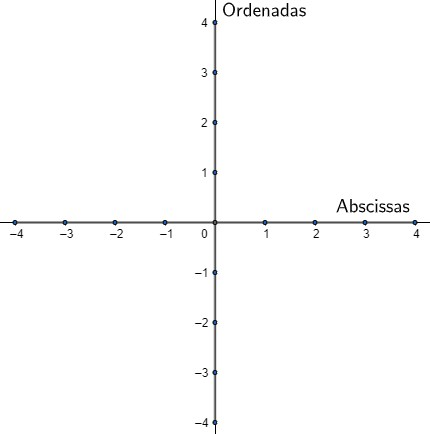 Ordenadas
4
3
2
1
Abscissas
–4 –3 –2 –1 0 1 2 3 4
–1
–2
–3
–4